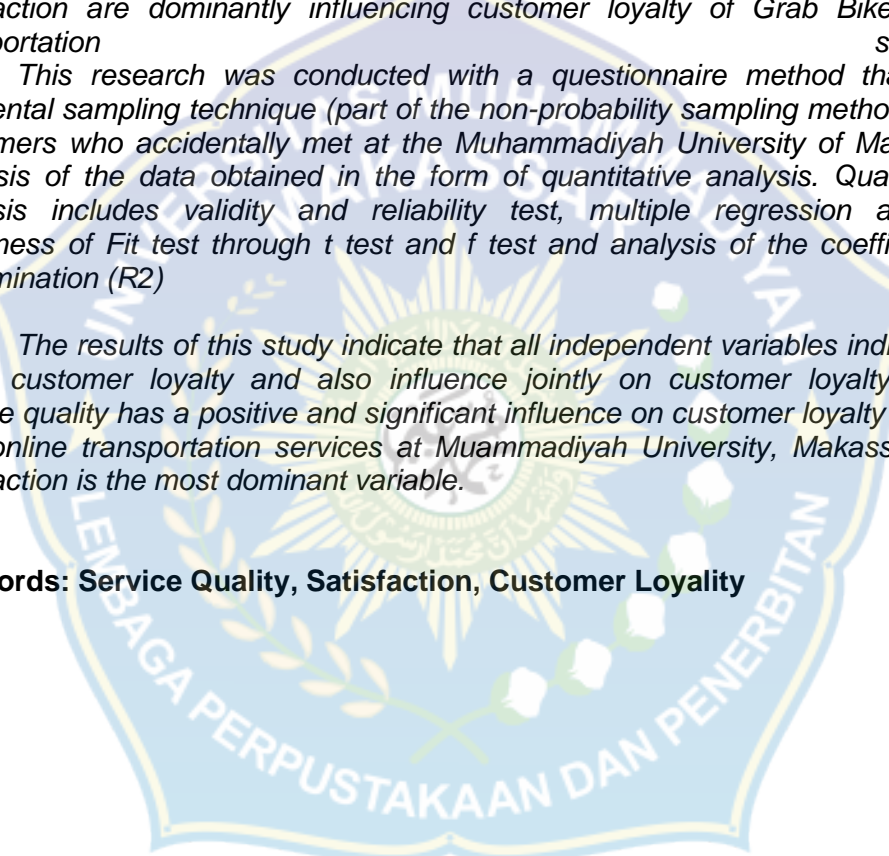 action are dominantly influencing customer loyalty of Grab Bike
portation s
This research was conducted with a questionnaire method tha
ental sampling technique (part of the non-probability sampling metho
mers who accidentally met at the Muhammadiyah University of Ma
sis of the data obtained in the form of quantitative analysis. Qua
sis includes validity and reliability test, multiple regression a
ness of Fit test through t test and f test and analysis of the coeffi
mination (R2)
The results of this study indicate that all independent variables indi
customer loyalty and also influence jointly on customer loyalty
e quality has a positive and significant influence on customer loyalty
online transportation services at Muammadiyah University, Makass
action is the most dominant variable.
ords: Service Quality, Satisfaction, Customer Loyality
UNIVERSITAS MUHAMMADIYAH
MAKASSAR
LEMBAGA PERPUSTAKAAN DAN PENERBITAN